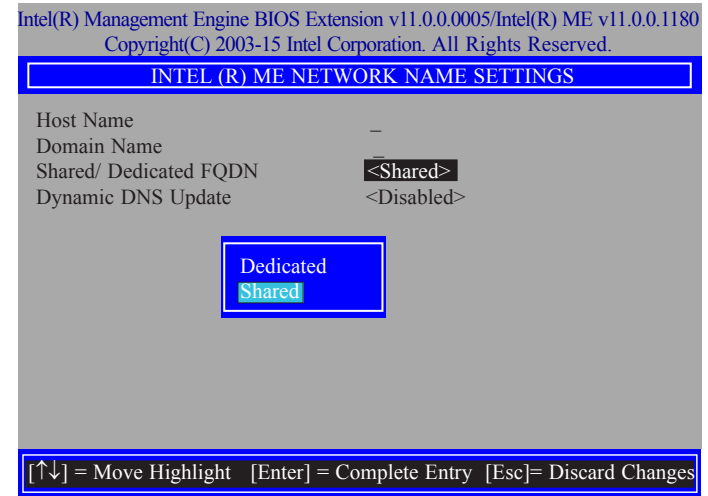 Intel(R) Management Engine BIOS Extension v11.0.0.0005/Intel(R) ME v11.0.0.1180
Copyright(C) 2003-15 Intel Corporation. All Rights Reserved.
INTEL (R) ME NETWORK NAME SETTINGS
Host Name _
Domain Name _
Shared/ Dedicated FQDN <Shared>
Dynamic DNS Update <Disabled>
Dedicated
Shared
[↑↓] = Move Highlight [Enter] = Complete Entry [Esc]= Discard Changes